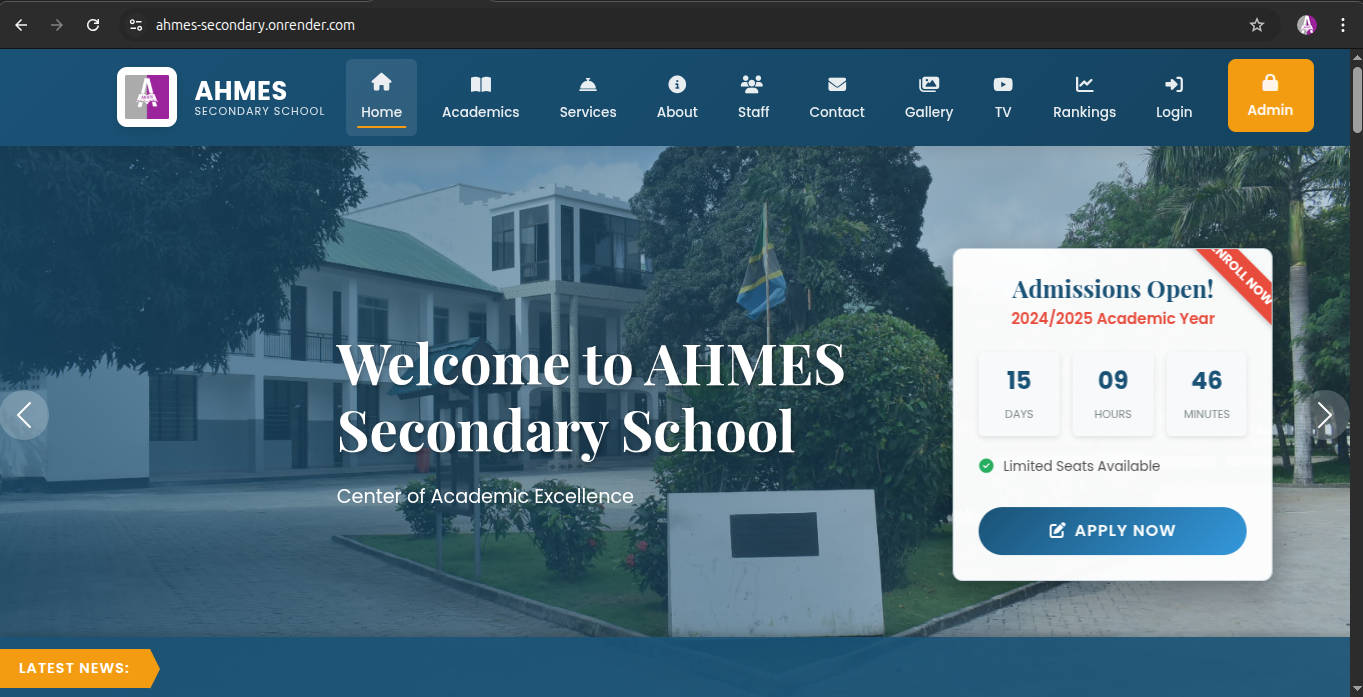 ahmes-secondary.onrender.com
AHMES
SECONDARY SCHOOL
Home
Academics
Services
About
Staff
Contact
Gallery
TV
Rankings
Login
Admin
ENROLL NOW
Admissions Open!
2024/2025 Academic Year
15
DAYS
09
HOURS
46
MINUTES
Limited Seats Available
APPLY NOW
Welcome to AHMES
Secondary School
Center of Academic Excellence
LATEST NEWS: